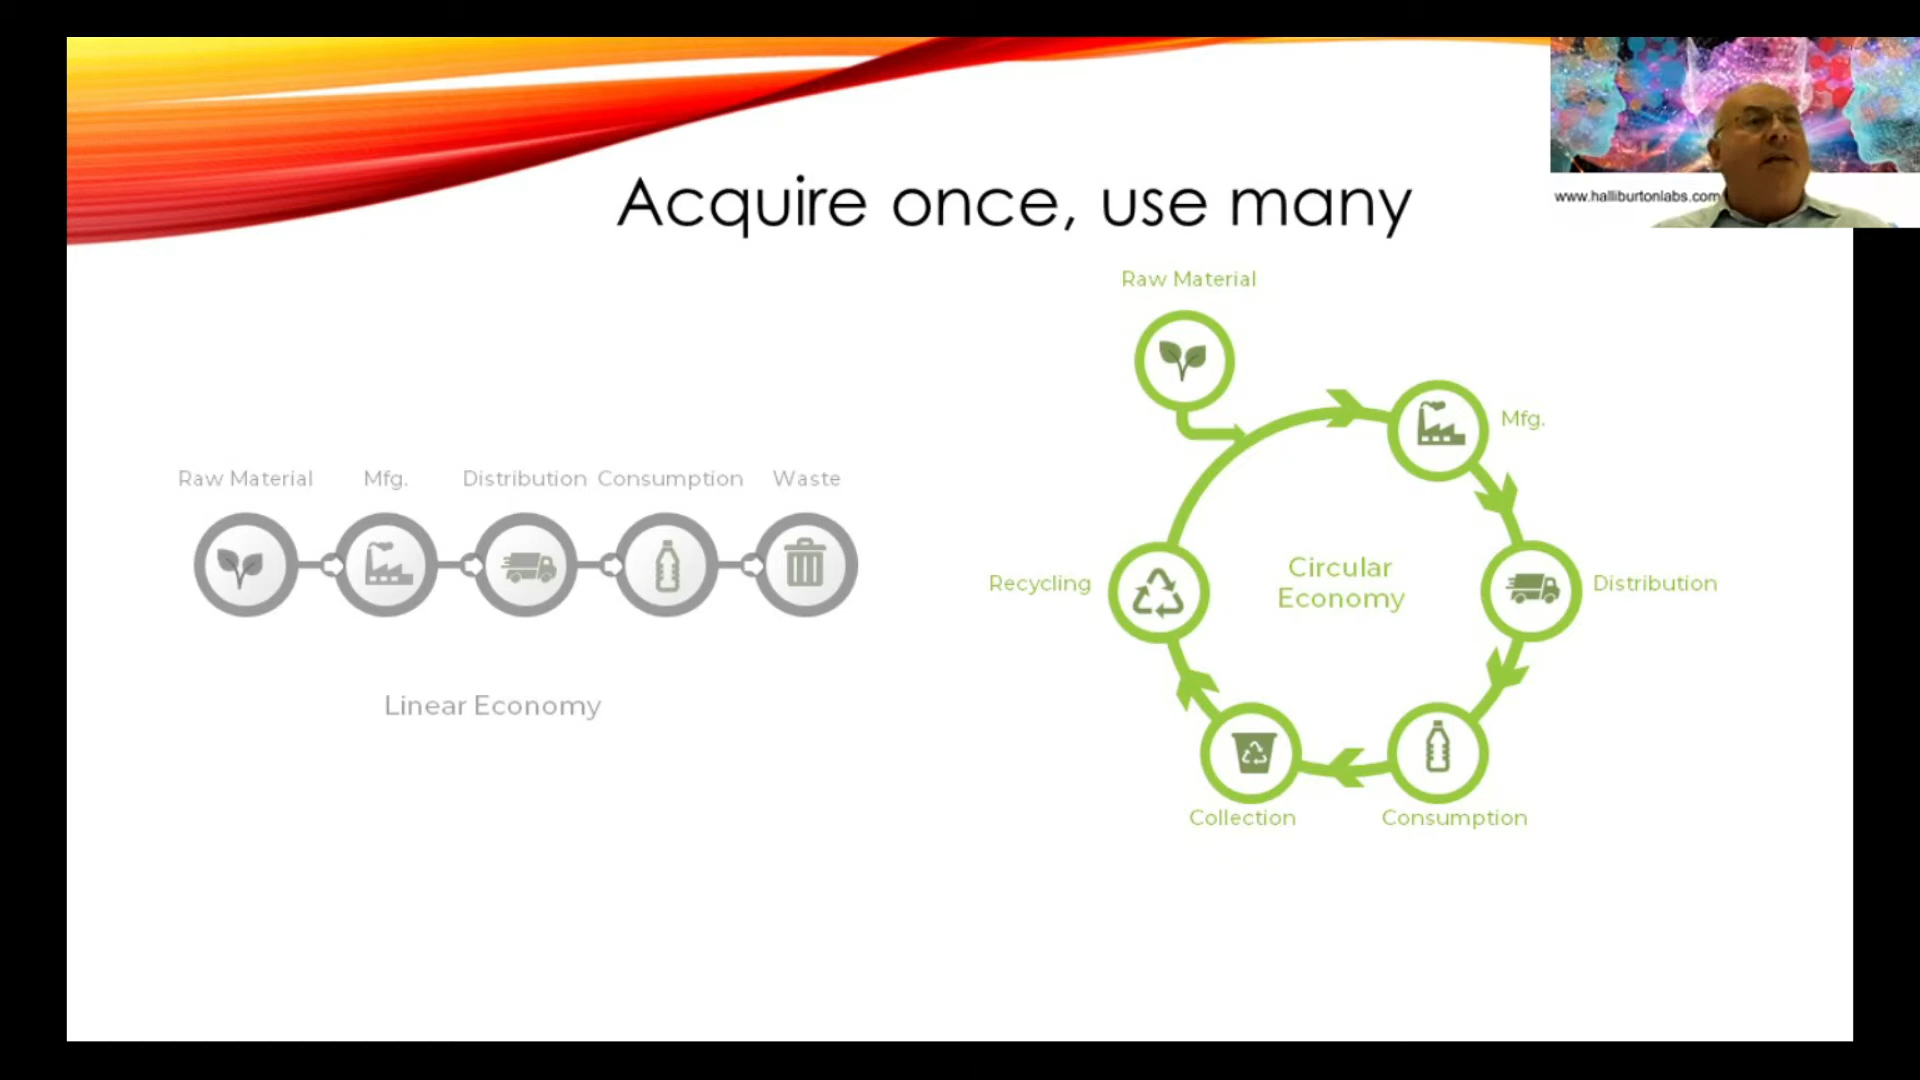 Acquire once, use many
www.halliburtonlabs.com
Raw Material Mfg. Distribution Consumption Waste
Linear Economy
Raw Material
Mfg.
Distribution
Consumption
Collection
Recycling
Circular
Economy